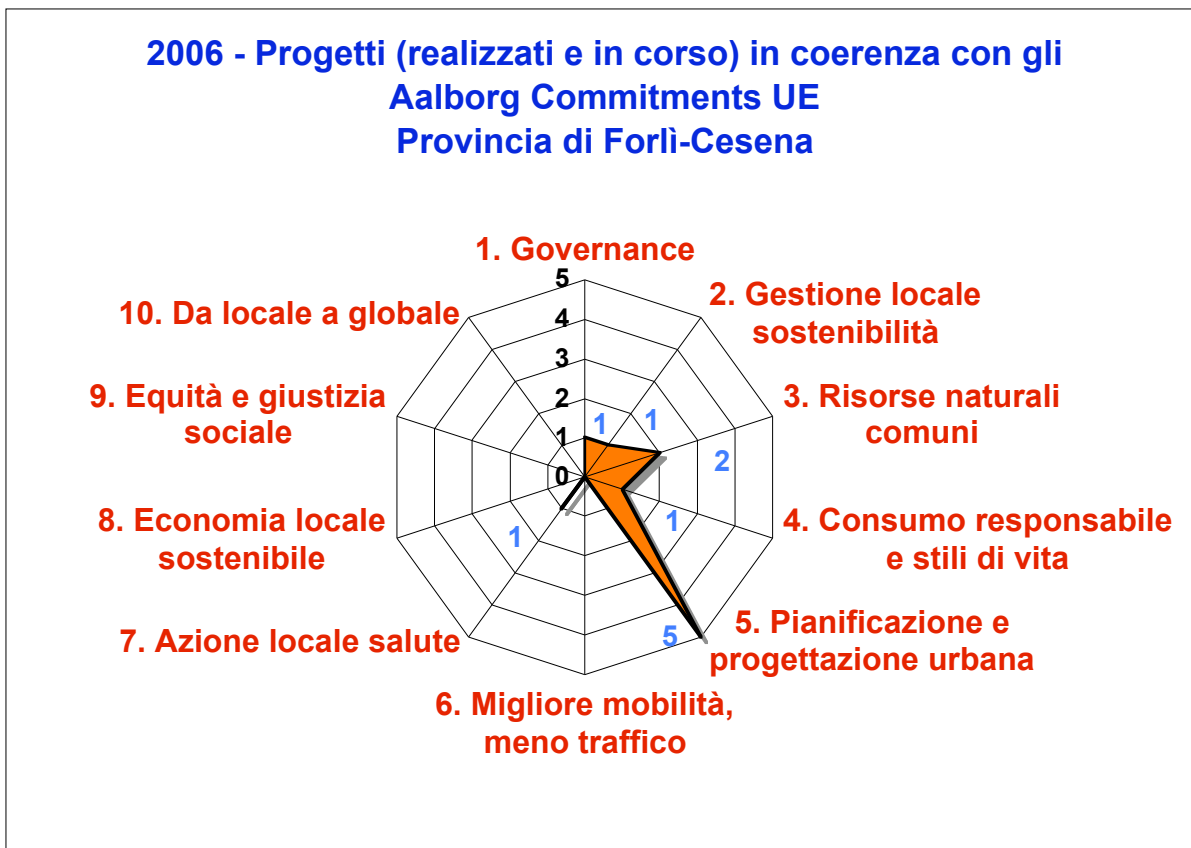 2006 - Progetti (realizzati e in corso) in coerenza con gli
Aalborg Commitments UE
Provincia di Forlì-Cesena
1. Governance
2. Gestione locale
sostenibilità
3. Risorse naturali
comuni
4. Consumo responsabile
e stili di vita
5. Pianificazione e
progettazione urbana
6. Migliore mobilità,
meno traffico
7. Azione locale salute
8. Economia locale
sostenibile
9. Equità e giustizia
sociale
10. Da locale a globale
5
4
3
2
1
0
1
1
2
1
5
1